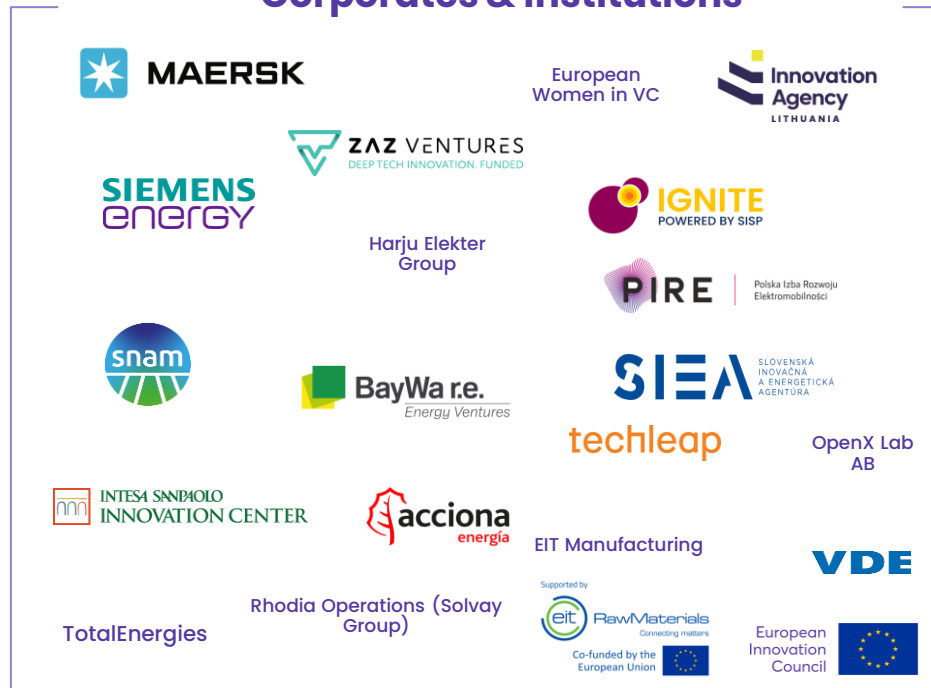 Corporates & Institutions
MAERSK
European
Women in VC
Innovation
Agency
LITHUANIA
ZAZ VENTURES
DEEP TECH INNOVATION. FUNDED
SIEMENS
energy
IGNITE
POWERED BY SISP
Harju Elekter
Group
PIRE
Polska Izba Rozwoju
Elektromobilności
snam
BayWa r.e.
Energy Ventures
SIEA
SLOVENSKÁ
INOVAČNÁ
A ENERGETICKÁ
AGENTÚRA
techleap
OpenX Lab
AB
INTESA SANPAOLO
INNOVATION CENTER
acciona
energía
EIT Manufacturing
VDE
Rhodia Operations (Solvay
Group)
TotalEnergies
Supported by
eit RawMaterials
Connecting matters
Co-funded by the
European Union
European
Innovation
Council